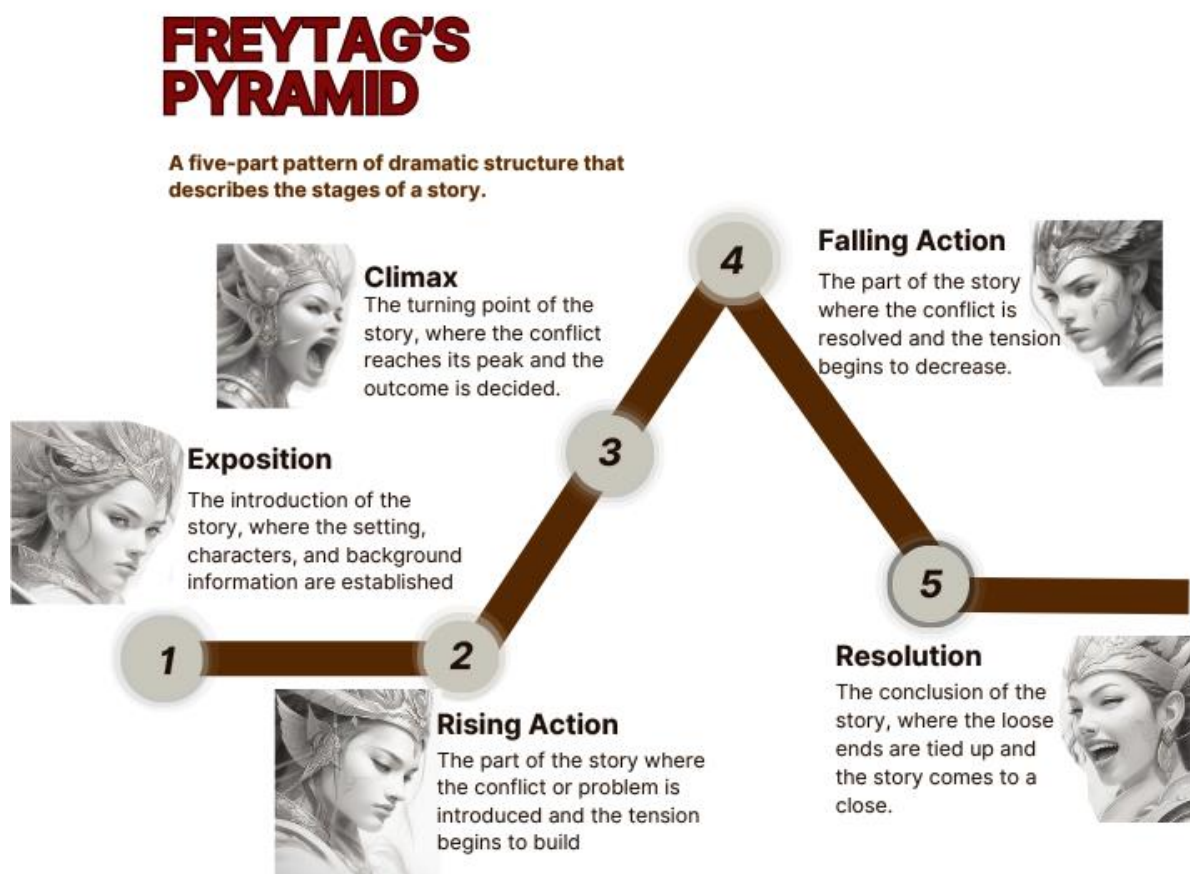 FREYTAG'S
PYRAMID
A five-part pattern of dramatic structure that
describes the stages of a story.
1
Exposition
The introduction of the
story, where the setting,
characters, and background
information are established
2
Rising Action
The part of the story where
the conflict or problem is
introduced and the tension
begins to build
3
Climax
The turning point of the
story, where the conflict
reaches its peak and the
outcome is decided.
4
Falling Action
The part of the story
where the conflict is
resolved and the tension
begins to decrease.
5
Resolution
The conclusion of the
story, where the loose
ends are tied up and
the story comes to a
close.